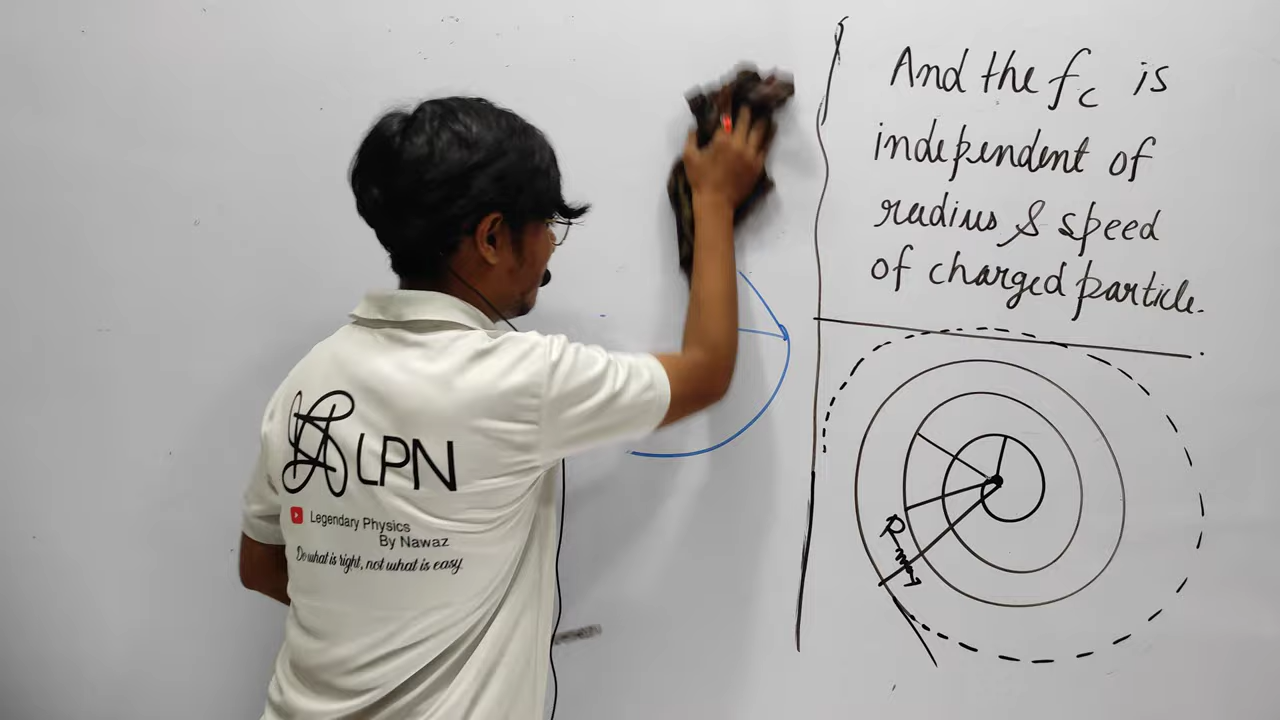 And the fc is
independent of
radius & speed
of charged particle.
LPN
Legendary Physics
By Nawaz
Do what is right, not what is easy.